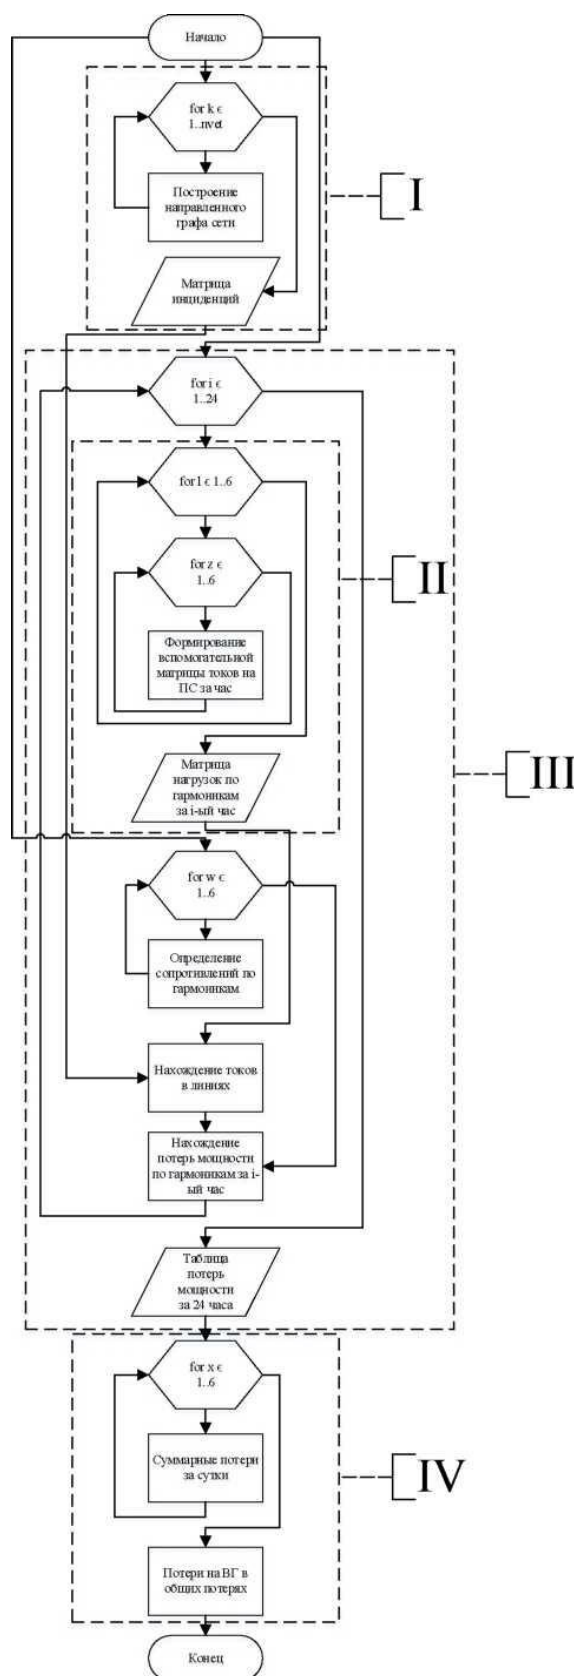 Начало
for k ϵ
1..nvet
Построение
направленного
графа сети
I
Матрица
инциденций
for i ϵ
1..24
for l ϵ 1..6
for z ϵ
1..6
II
Формирование
вспомогательной
матрицы токов на
ПС за час
Матрица
нагрузок по
гармоникам
за i-ый час
III
for w ϵ
1..6
Определение
сопротивлений по
гармоникам
Нахождение токов
в линиях
Нахождение
потерь мощности
по гармоникам за i-
ый час
Таблица
потерь
мощности
за 24 часа
for x ϵ
1..6
Суммарные потери
за сутки
IV
Потери на ВГ в
общих потерях
Конец